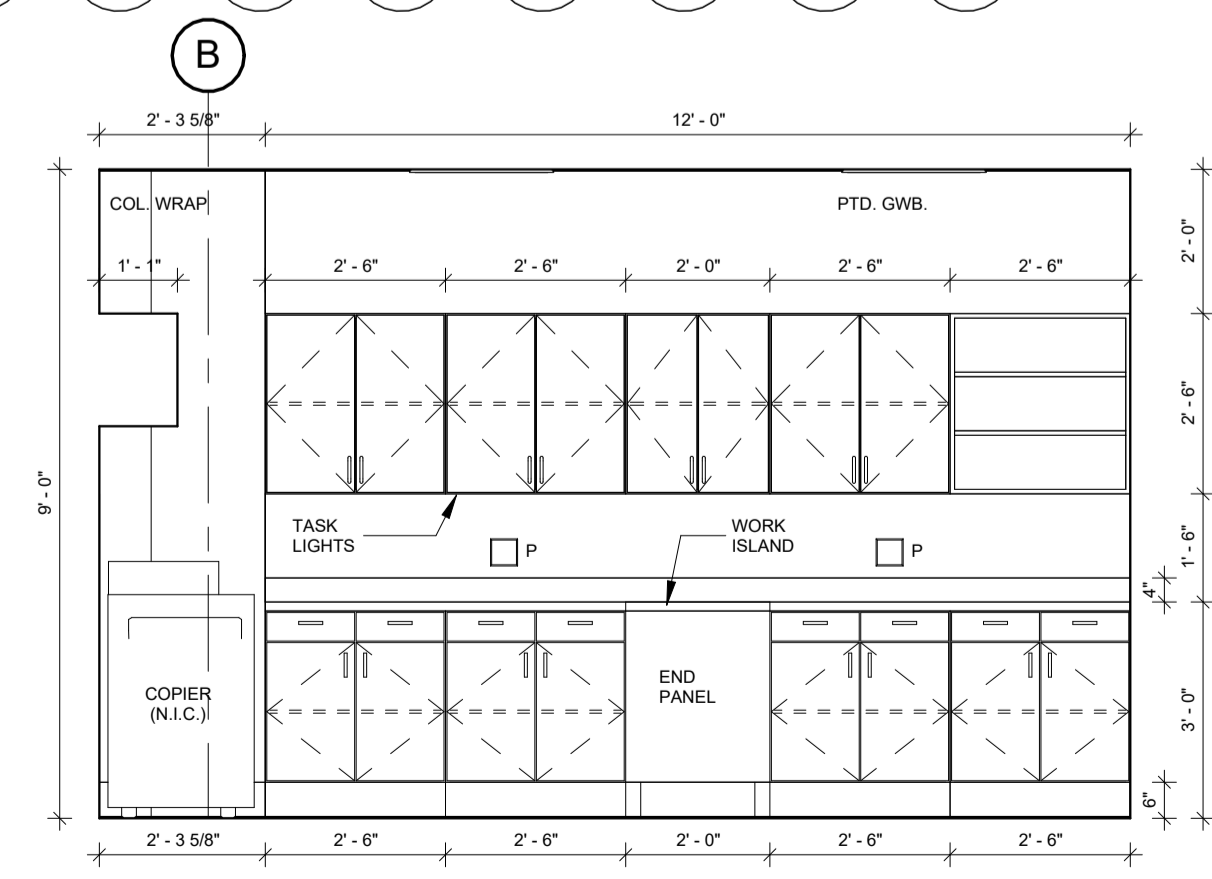 B
2' - 3 5/8"
12' - 0"
COL. WRAP
PTD. GWB.
1' - 1"
2' - 6"
2' - 6"
2' - 0"
2' - 6"
2' - 6"
2' - 0"
2' - 6"
9' - 0"
TASK
LIGHTS
P
WORK
ISLAND
P
1' - 6"
4"
COPIER
(N.I.C.)
END
PANEL
3' - 0"
6"
2' - 3 5/8"
2' - 6"
2' - 6"
2' - 0"
2' - 6"
2' - 6"